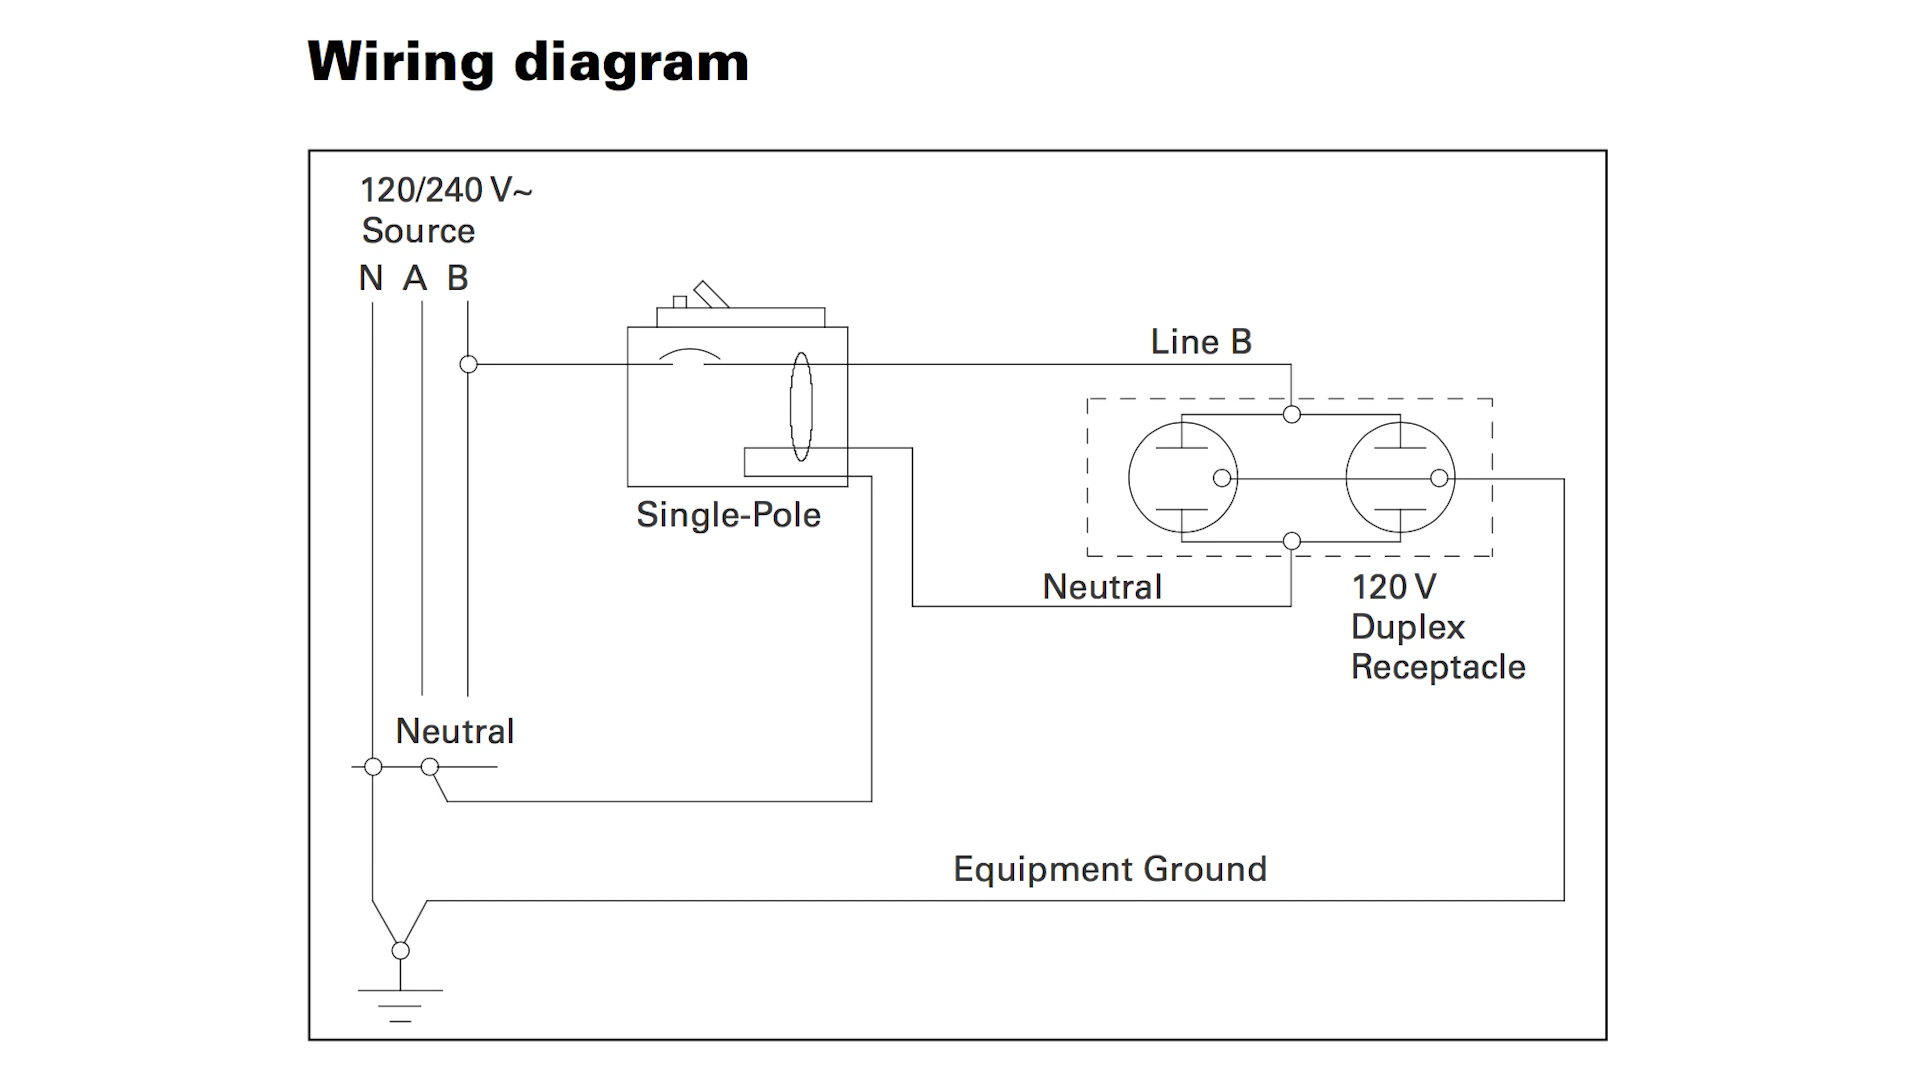 Wiring diagram
120/240 V~
Source
N A B
Line B
Single-Pole
Neutral
120 V
Duplex
Receptacle
Neutral
Equipment Ground